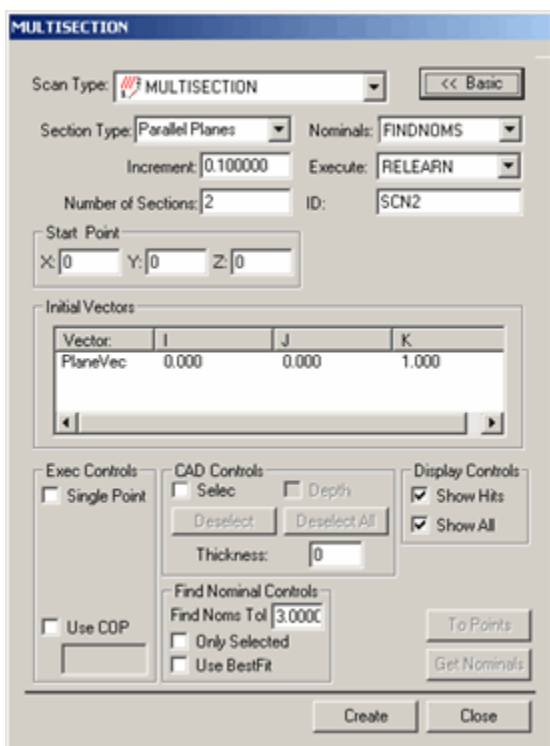 MULTISECTION
Scan Type: MULTISECTION << Basic
Section Type: Parallel Planes Nominals: FINDNOMS
Increment: 0.100000 Execute: RELEARN
Number of Sections: 2 ID: SCN2
Start Point
X: 0 Y: 0 Z: 0
Initial Vectors
Vector: I J K
PlaneVec 0.000 0.000 1.000
Exec Controls CAD Controls Display Controls
Single Point Selec Depth Show Hits
Deselect Deselect All Show All
Thickness: 0
Find Nominal Controls
Find Noms Tol 3.000
Use COP Only Selected To Points
Use BestFit Get Nominals
Create Close